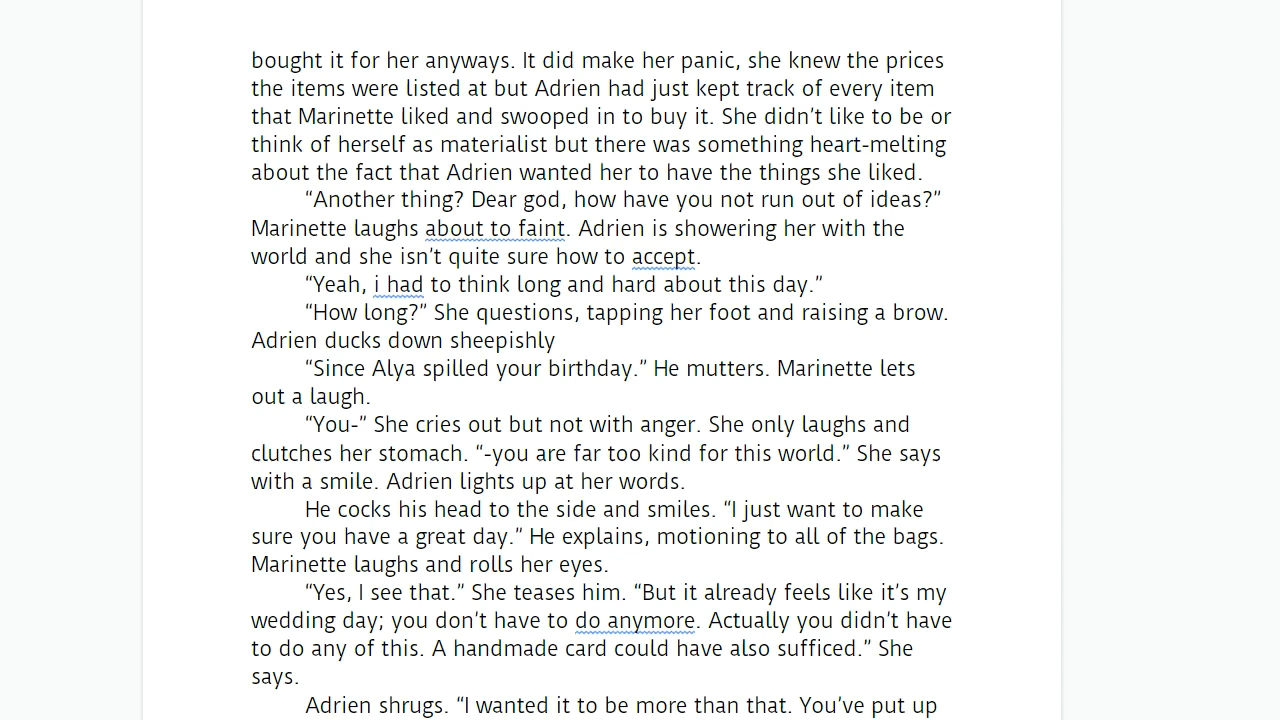 bought it for her anyways. It did make her panic, she knew the prices
the items were listed at but Adrien had just kept track of every item
that Marinette liked and swooped in to buy it. She didn’t like to be or
think of herself as materialist but there was something heart-melting
about the fact that Adrien wanted her to have the things she liked.
“Another thing? Dear god, how have you not run out of ideas?”
Marinette laughs about to faint. Adrien is showering her with the
world and she isn’t quite sure how to accept.
“Yeah, i had to think long and hard about this day.”
“How long?” She questions, tapping her foot and raising a brow.
Adrien ducks down sheepishly
“Since Alya spilled your birthday.” He mutters. Marinette lets
out a laugh.
“You-” She cries out but not with anger. She only laughs and
clutches her stomach. “-you are far too kind for this world.” She says
with a smile. Adrien lights up at her words.
He cocks his head to the side and smiles. “I just want to make
sure you have a great day.” He explains, motioning to all of the bags.
Marinette laughs and rolls her eyes.
“Yes, I see that.” She teases him. “But it already feels like it’s my
wedding day; you don’t have to do anymore. Actually you didn’t have
to do any of this. A handmade card could have also sufficed.” She
says.
Adrien shrugs. “I wanted it to be more than that. You’ve put up